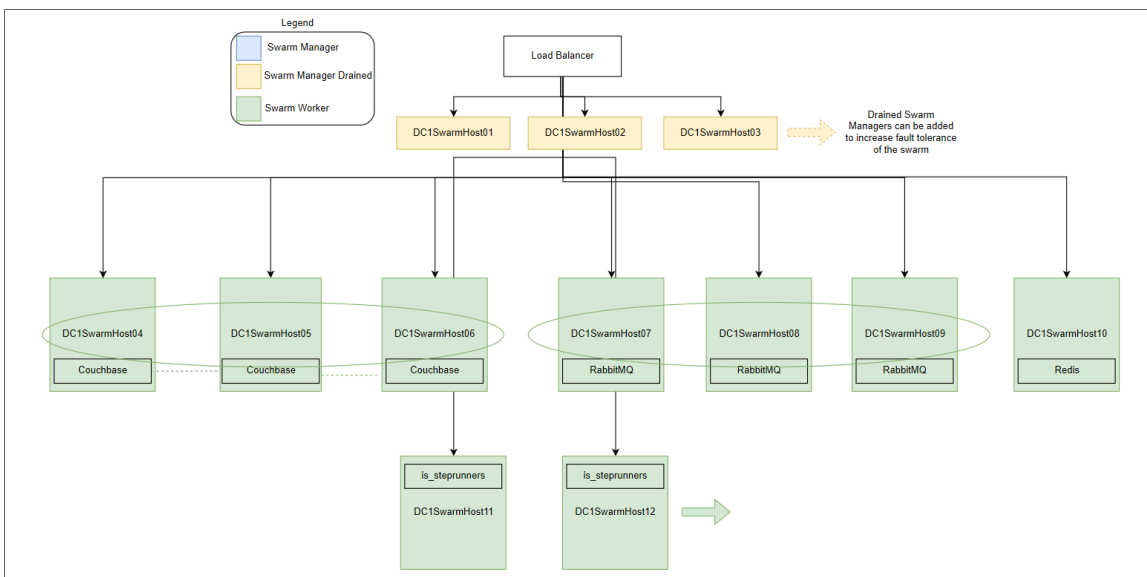 Legend
Swarm Manager
Swarm Manager Drained
Swarm Worker
Load Balancer
DC1SwarmHost01
DC1SwarmHost02
DC1SwarmHost03
Drained Swarm
Managers can be added
to increase fault tolerance
of the swarm
DC1SwarmHost04
DC1SwarmHost05
DC1SwarmHost06
DC1SwarmHost07
DC1SwarmHost08
DC1SwarmHost09
DC1SwarmHost10
Couchbase
Couchbase
Couchbase
RabbitMQ
RabbitMQ
RabbitMQ
Redis
is_steprunners
is_steprunners
DC1SwarmHost11
DC1SwarmHost12